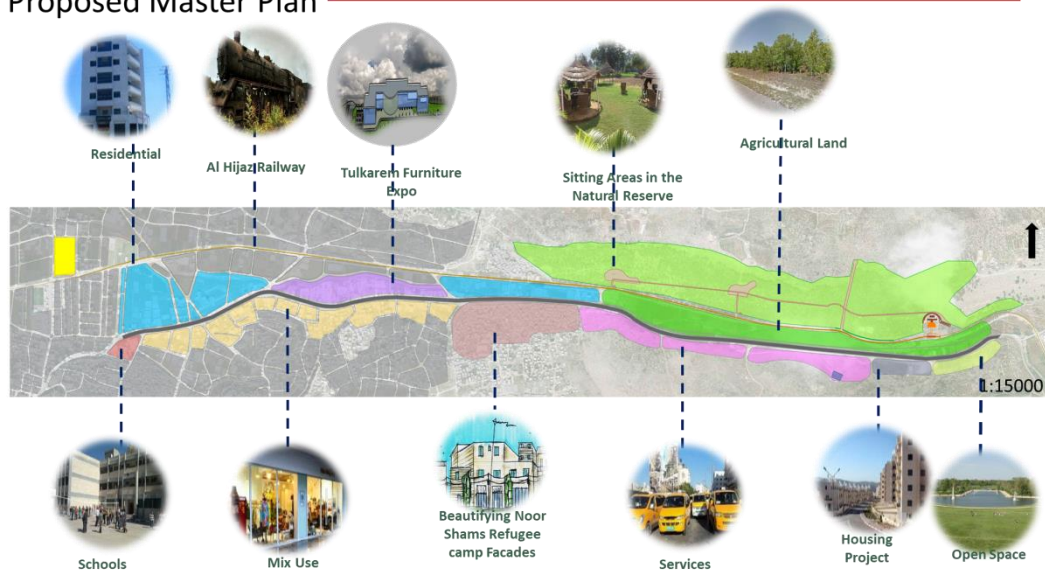 Proposed Master Plan
Residential
Al Hijaz Railway
Tulkarem Furniture
Expo
Sitting Areas in the
Natural Reserve
Agricultural Land
1:15000
Schools
Mix Use
Beautifying Noor
Shams Refugee
camp Facades
Services
Housing
Project
Open Space